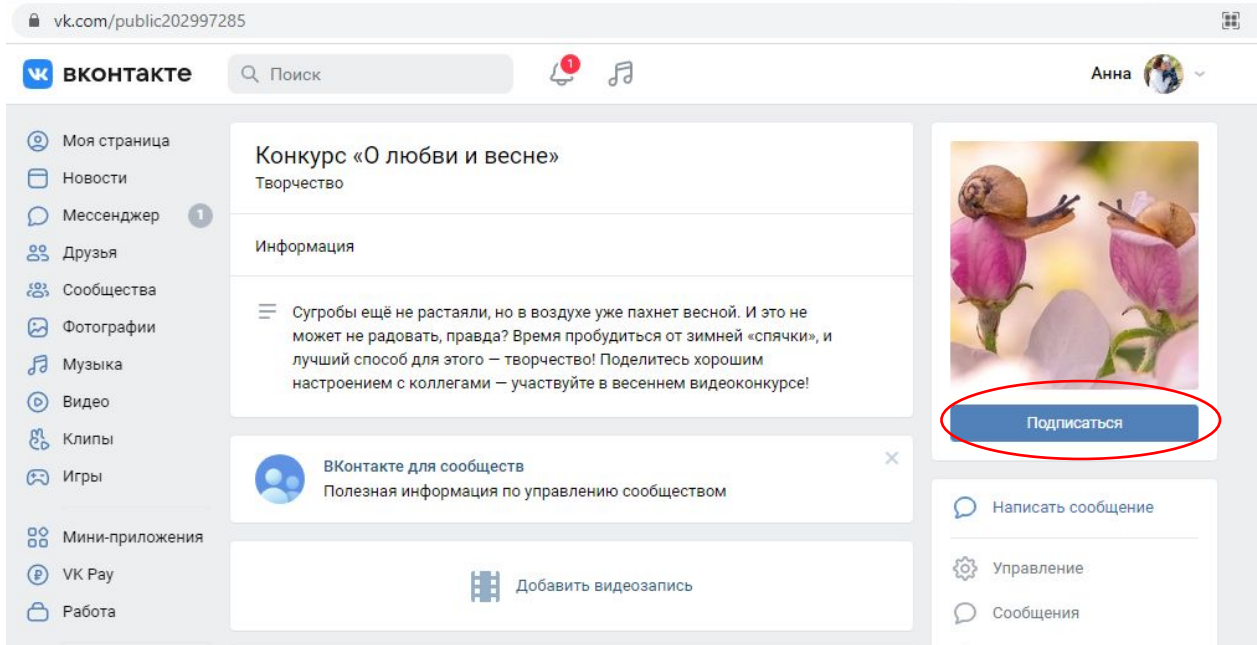 vk.com/public202997285
вконтакте
Поиск
1
Анна
Моя страница
Новости
Мессенджер 1
Друзья
Сообщества
Фотографии
Музыка
Видео
Клипы
Игры
Мини-приложения
VK Pay
Работа
Конкурс «О любви и весне»
Творчество
Информация
Сугробы ещё не растаяли, но в воздухе уже пахнет весной. И это не
может не радовать, правда? Время пробудиться от зимней «спячки», и
лучший способ для этого — творчество! Поделитесь хорошим
настроением с коллегами — участвуйте в весеннем видеоконкурсе!
ВКонтакте для сообществ
Полезная информация по управлению сообществом
Добавить видеозапись
Подписаться
Написать сообщение
Управление
Сообщения